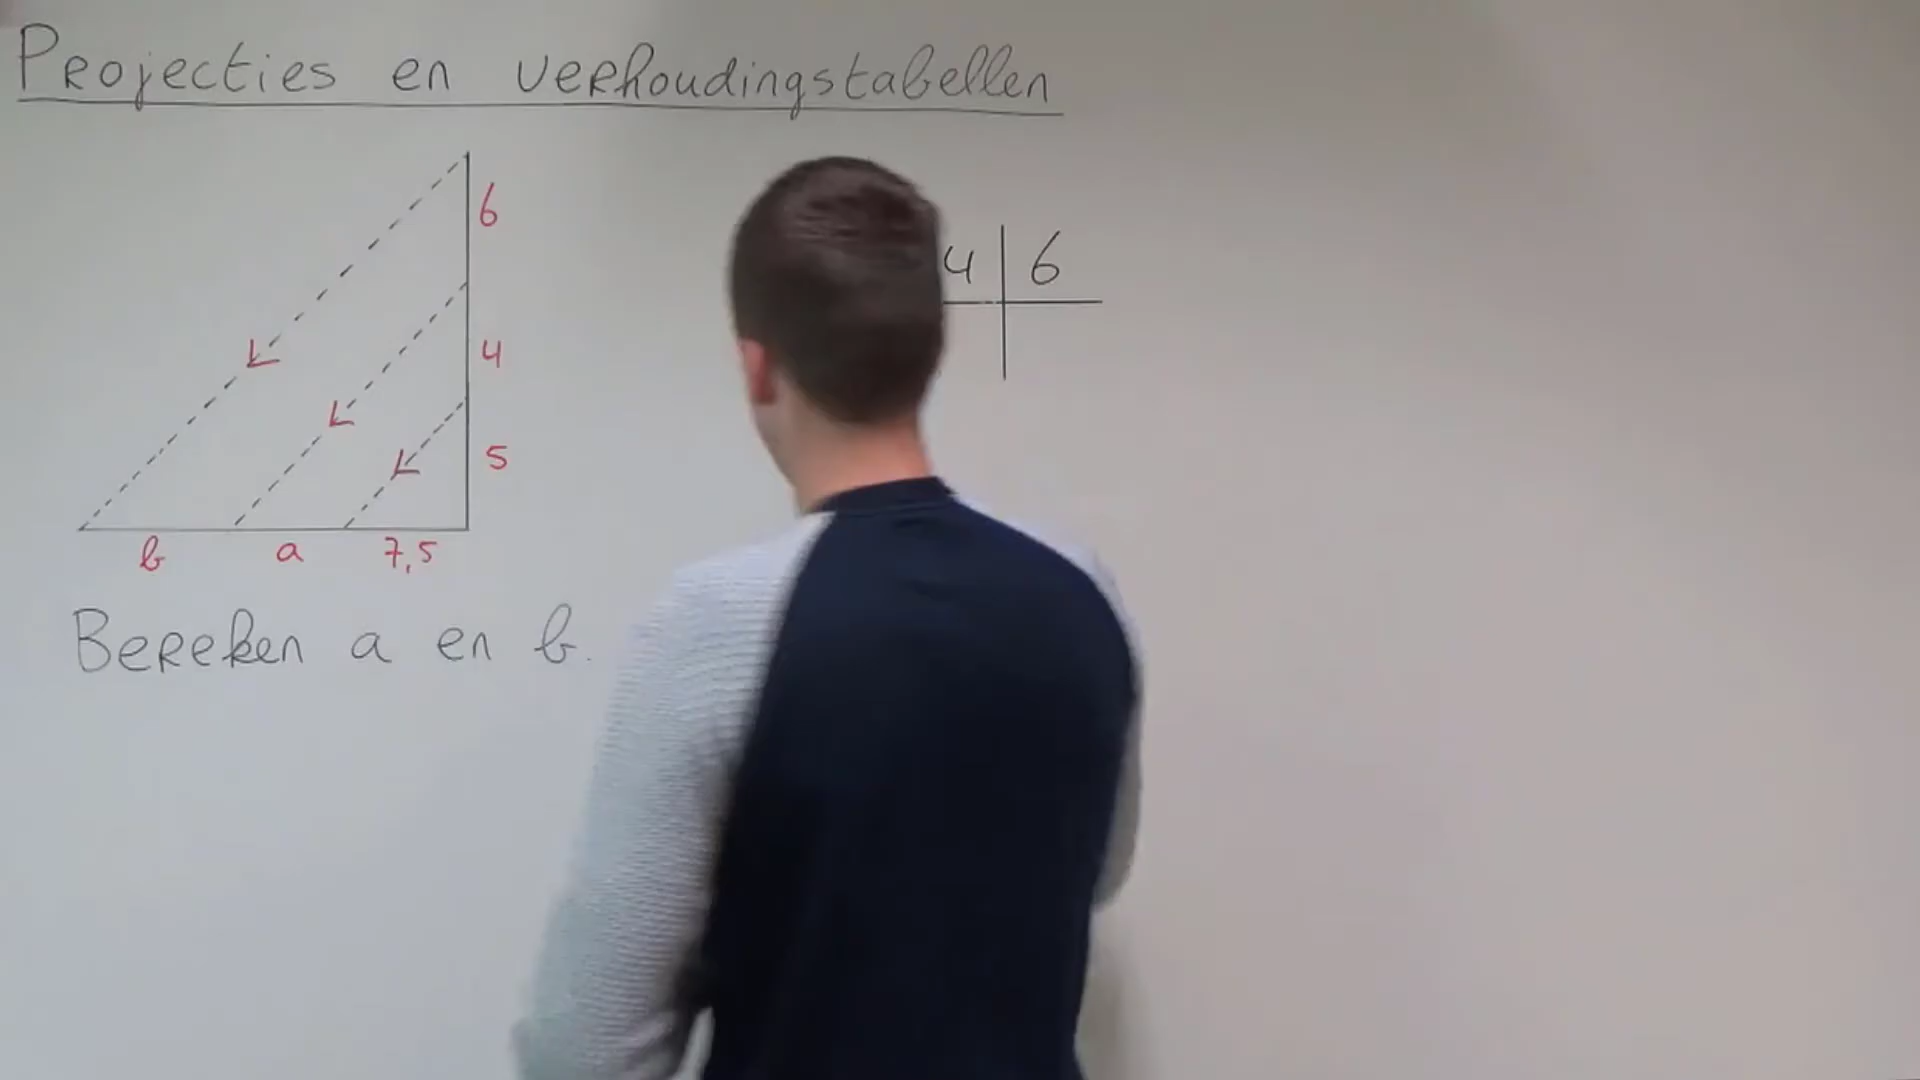 Projecties en verhoudingstabellen
6
4
5
b a 7,5
Bereken a en b.
4 6